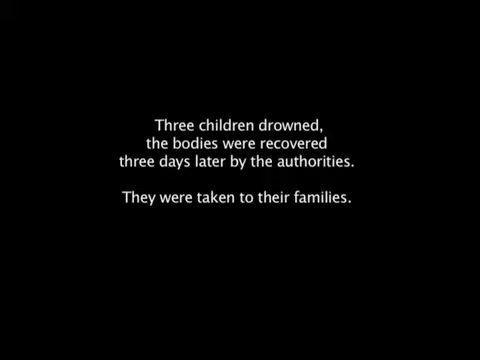 Three children drowned,
the bodies were recovered
three days later by the authorities.
They were taken to their families.